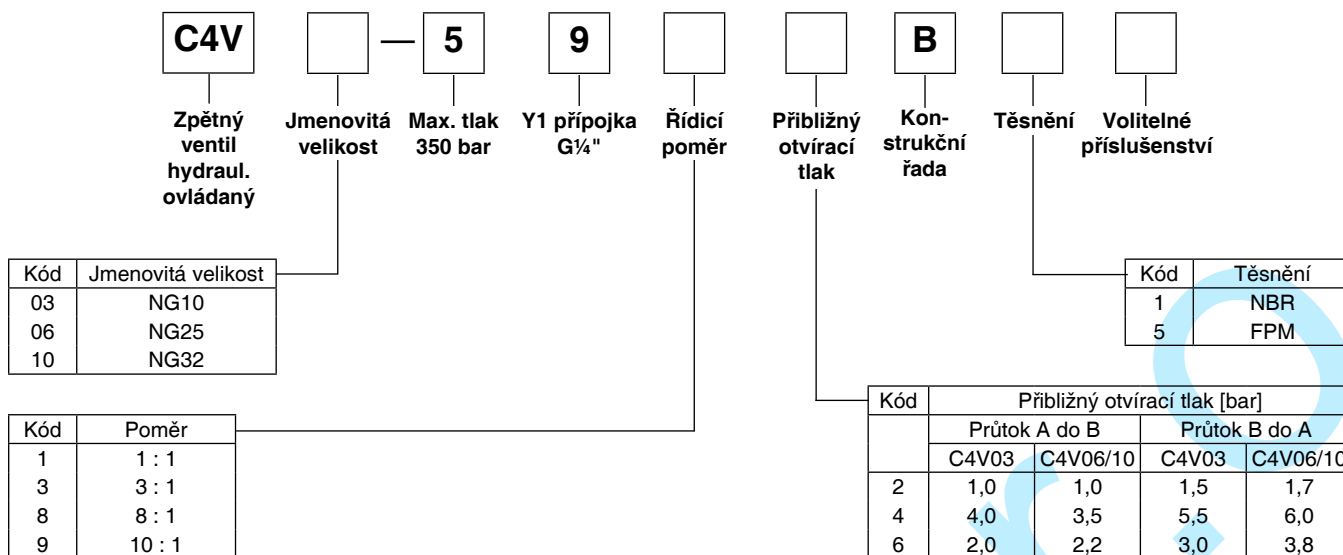 C4V — 5 9 B
Zpětný ventil hydraul. ovládaný
Jmenovitá velikost
Max. tlak 350 bar
Y1 přípojka G¼"
Řídicí poměr
Přibližný otvírací tlak
Kon-strukční řada
Těsnění
Volitelné příslušenství
Kód Jmenovitá velikost
03 NG10
06 NG25
10 NG32
Kód Těsnění
1 NBR
5 FPM
Kód Poměr
1 1 : 1
3 3 : 1
8 8 : 1
9 10 : 1
Kód Přibližný otvírací tlak [bar]
Průtok A do B Průtok B do A
C4V03 C4V06/10 C4V03 C4V06/10
2 1,0 1,0 1,5 1,7
4 4,0 3,5 5,5 6,0
6 2,0 2,2 3,0 3,8